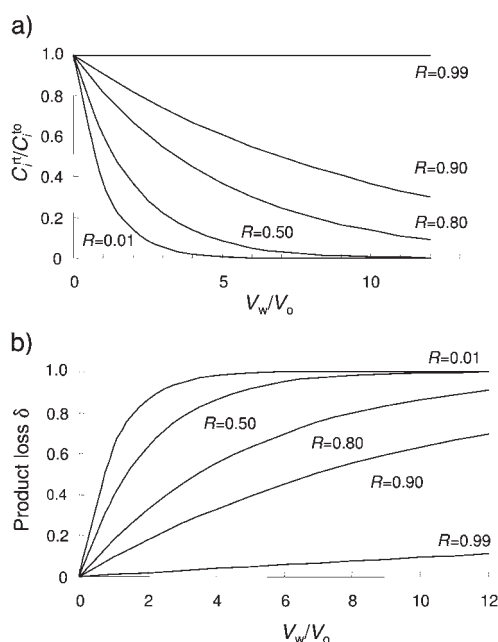 a)
1.0
0.8
0.6
0.4
0.2
0
0
5
10
C_i^rt/C_i^to
V_w/V_o
R=0.99
R=0.90
R=0.80
R=0.50
R=0.01
b)
1.0
0.8
0.6
0.4
0.2
0
0
2
4
6
8
10
12
Product loss δ
V_w/V_o
R=0.01
R=0.50
R=0.80
R=0.90
R=0.99